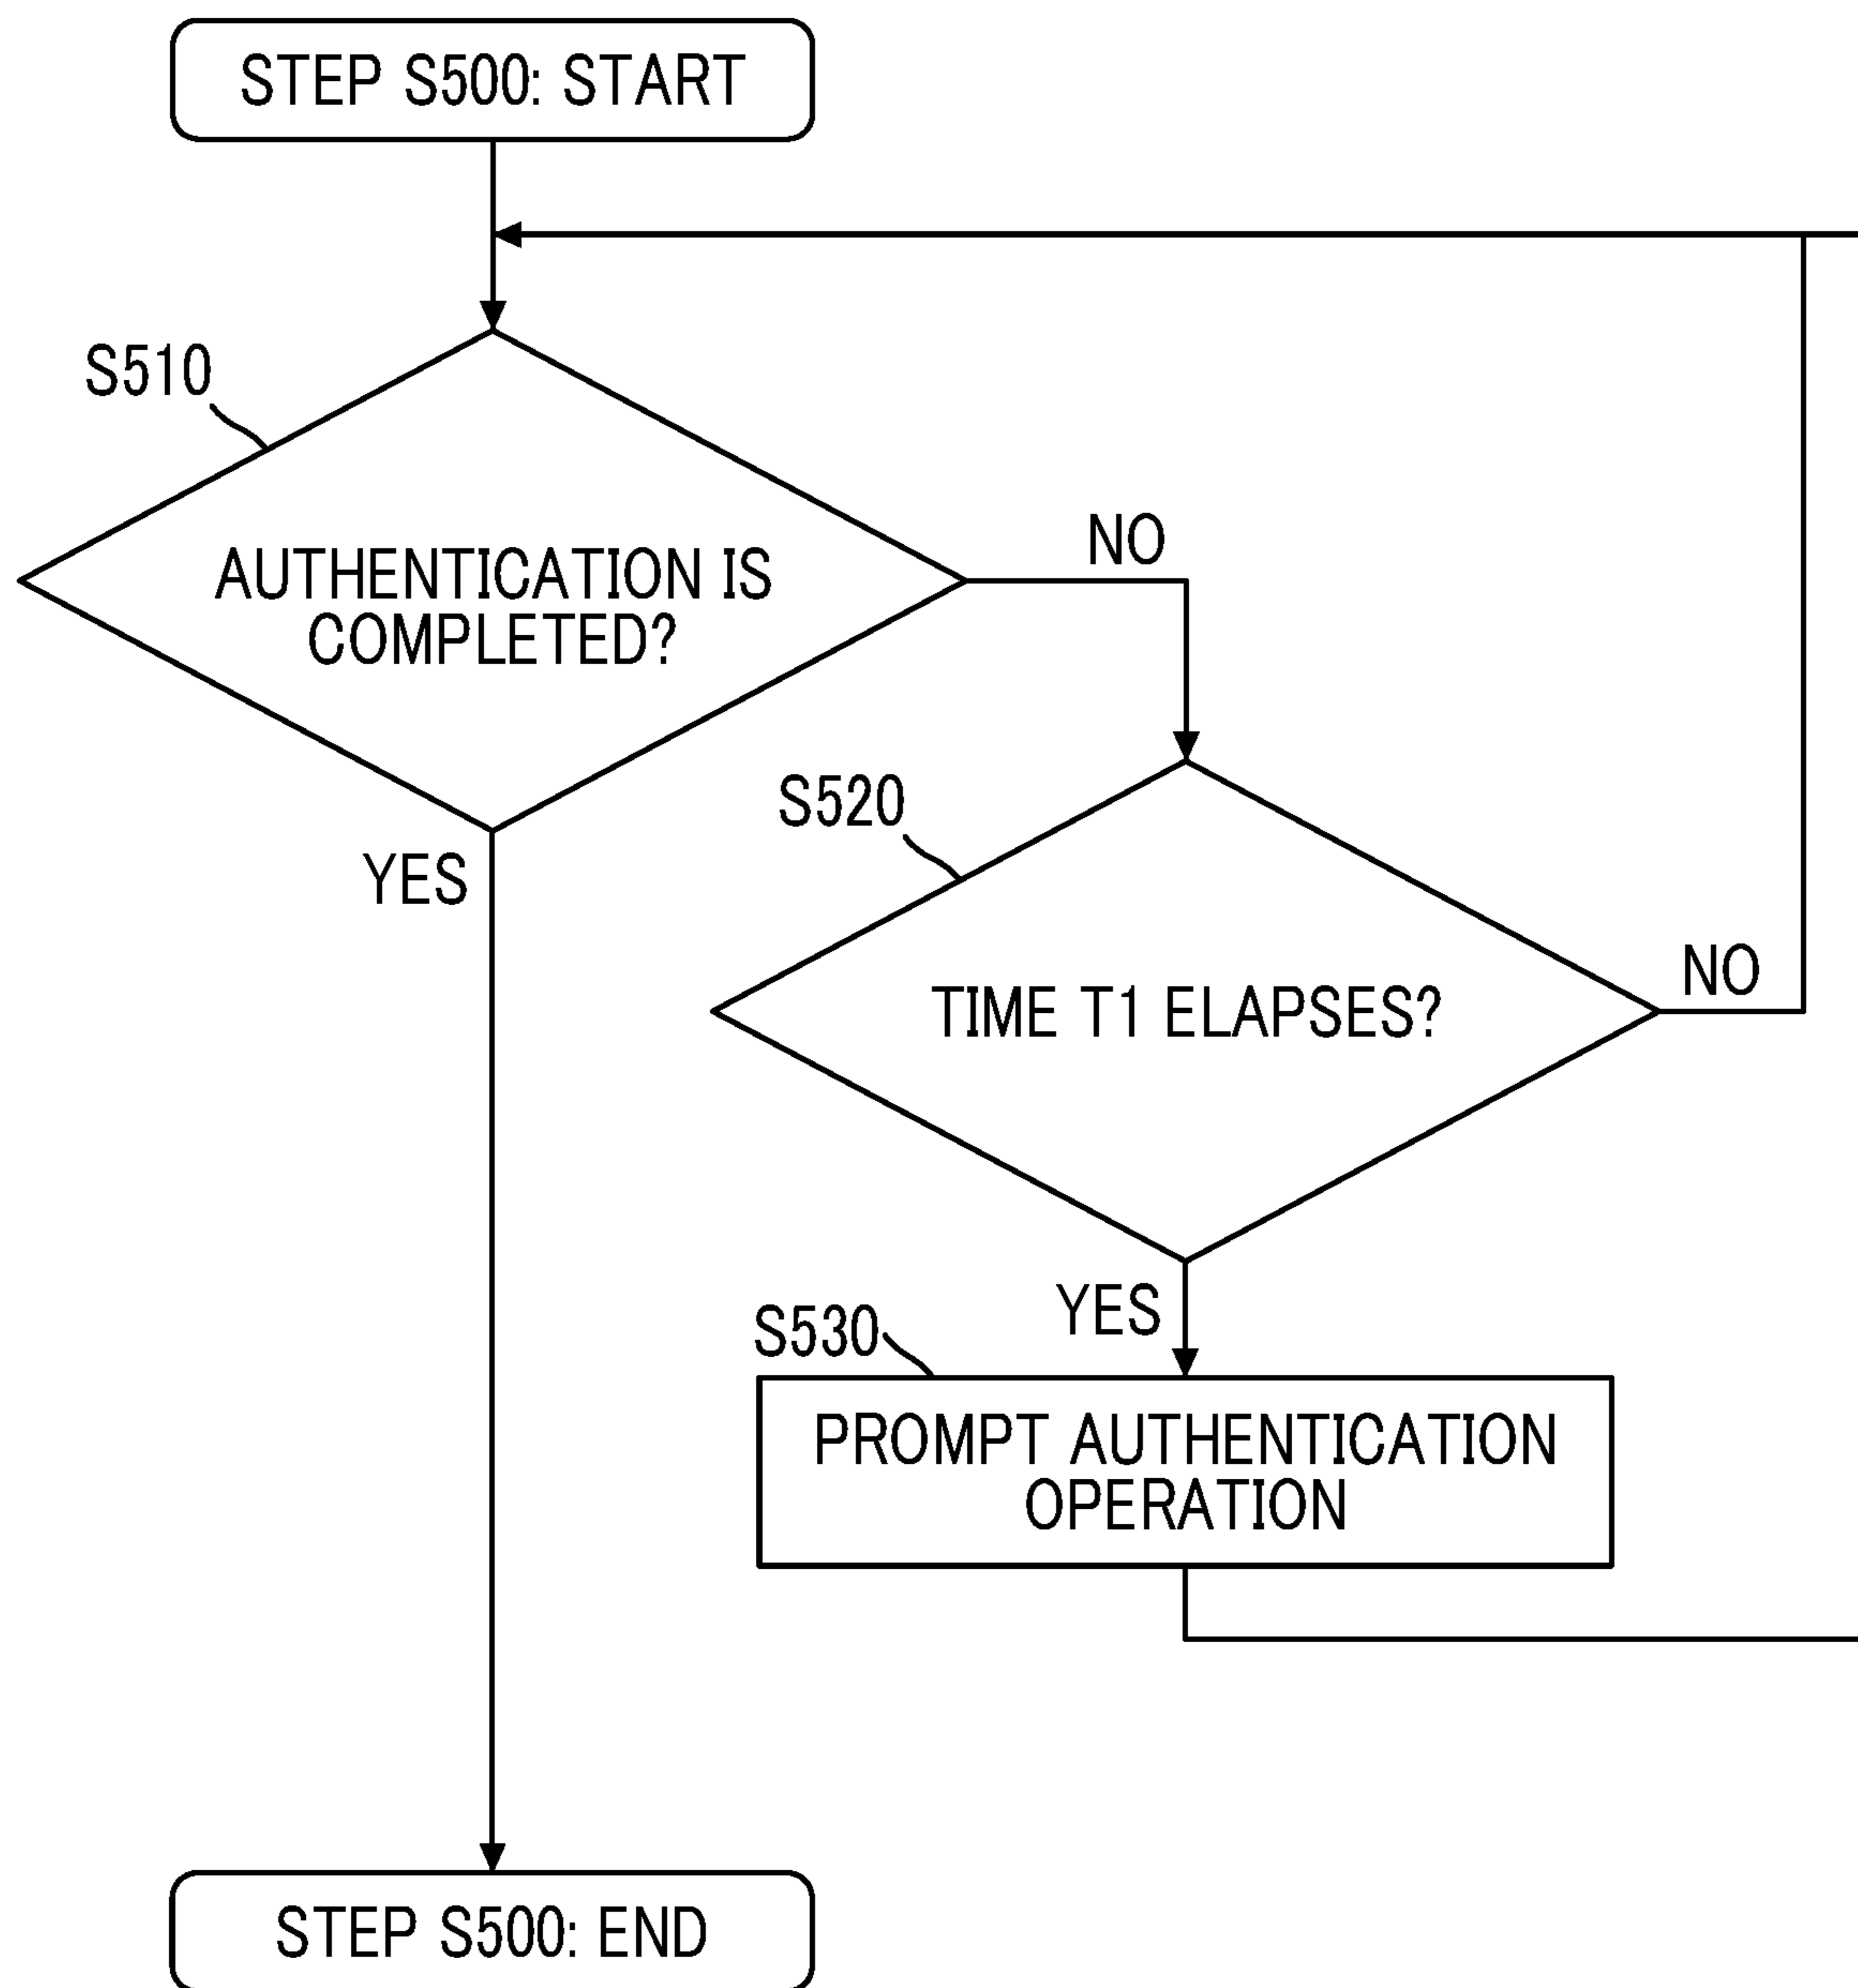 STEP S500: START
S510
AUTHENTICATION IS
COMPLETED?
NO
YES
S520
TIME T1 ELAPSES?
NO
YES
S530
PROMPT AUTHENTICATION
OPERATION
STEP S500: END